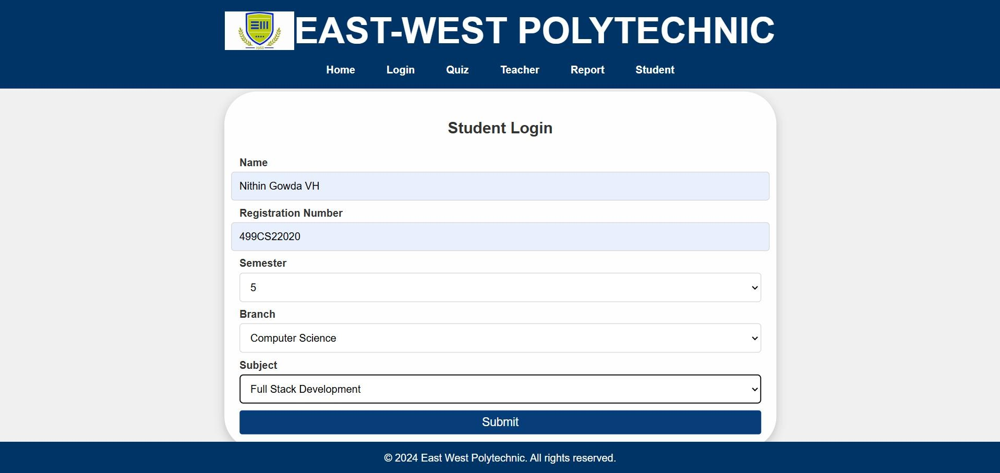 1968
EAST-WEST POLYTECHNIC
Home Login Quiz Teacher Report Student
Student Login
Name
Nithin Gowda VH
Registration Number
499CS22020
Semester
5
Branch
Computer Science
Subject
Full Stack Development
Submit
© 2024 East West Polytechnic. All rights reserved.